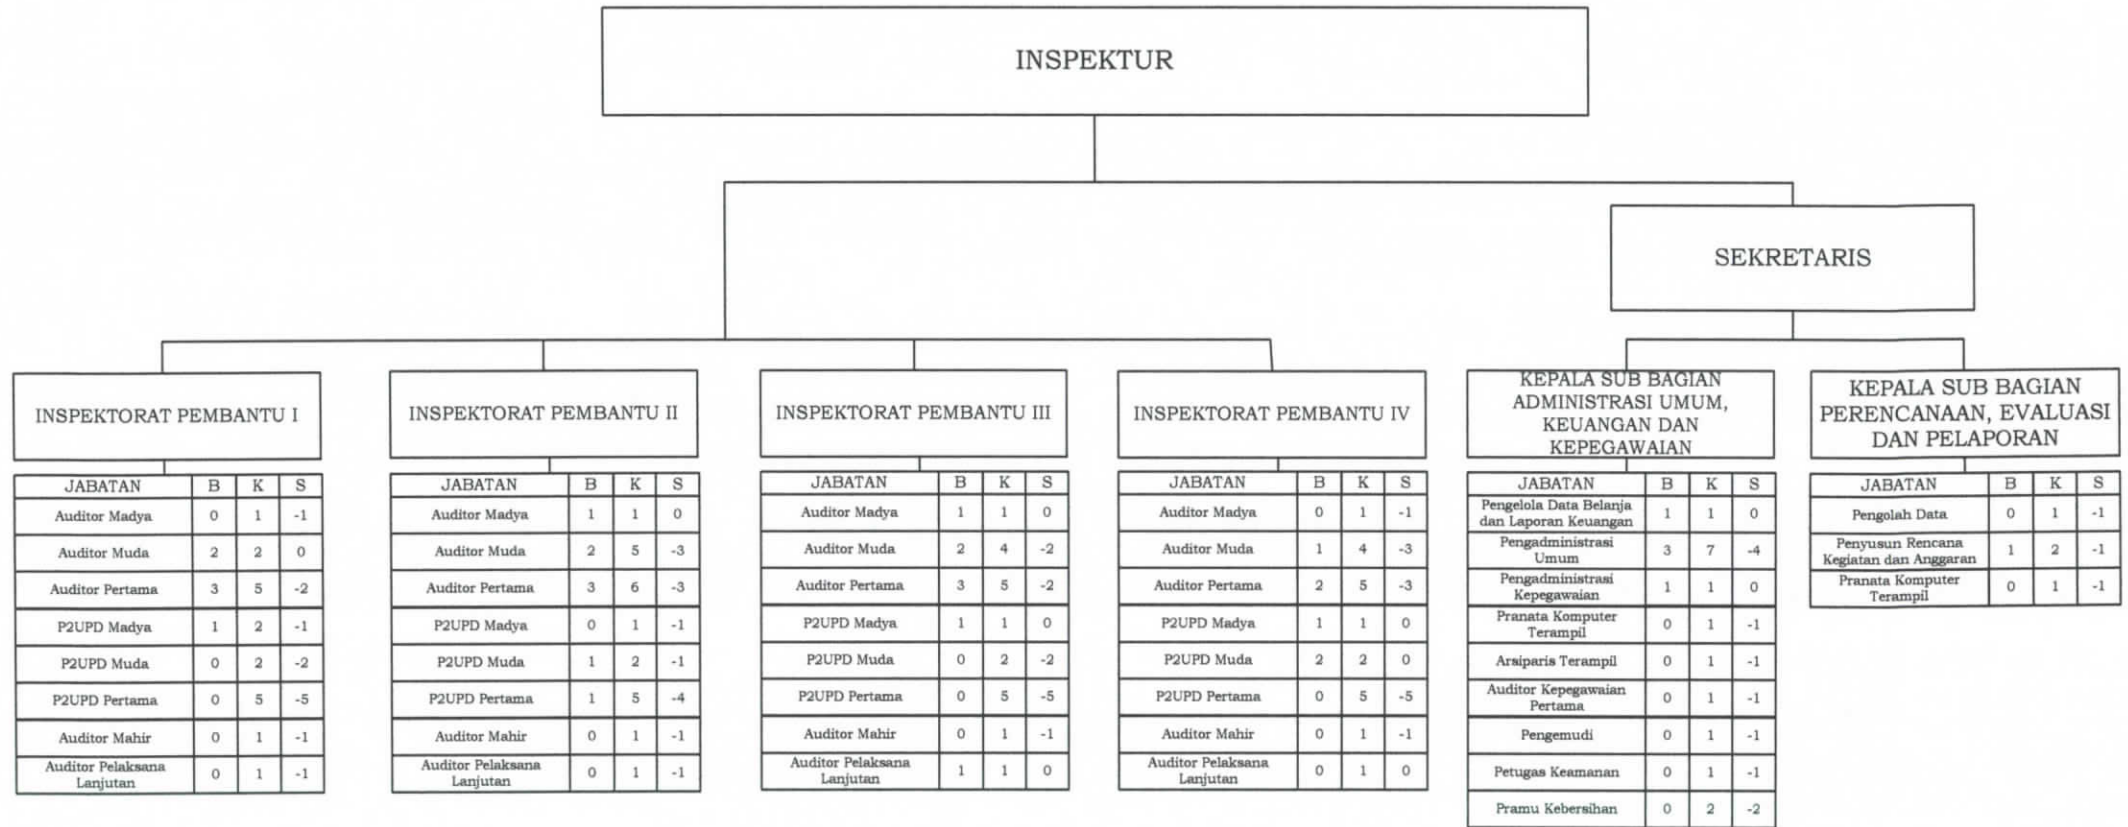 INSPEKTUR
SEKRETARIS
INSPEKTORAT PEMBANTU I
JABATAN B K S
Auditor Madya 0 1 -1
Auditor Muda 2 2 0
Auditor Pertama 3 5 -2
P2UPD Madya 1 2 -1
P2UPD Muda 0 2 -2
P2UPD Pertama 0 5 -5
Auditor Mahir 0 1 -1
Auditor Pelaksana
Lanjutan 0 1 -1
INSPEKTORAT PEMBANTU II
JABATAN B K S
Auditor Madya 1 1 0
Auditor Muda 2 5 -3
Auditor Pertama 3 6 -3
P2UPD Madya 0 1 -1
P2UPD Muda 1 2 -1
P2UPD Pertama 1 5 -4
Auditor Mahir 0 1 -1
Auditor Pelaksana
Lanjutan 0 1 -1
INSPEKTORAT PEMBANTU III
JABATAN B K S
Auditor Madya 1 1 0
Auditor Muda 2 4 -2
Auditor Pertama 3 5 -2
P2UPD Madya 1 1 0
P2UPD Muda 0 2 -2
P2UPD Pertama 0 5 -5
Auditor Mahir 0 1 -1
Auditor Pelaksana
Lanjutan 1 1 0
INSPEKTORAT PEMBANTU IV
JABATAN B K S
Auditor Madya 0 1 -1
Auditor Muda 1 4 -3
Auditor Pertama 2 5 -3
P2UPD Madya 1 1 0
P2UPD Muda 2 2 0
P2UPD Pertama 0 5 -5
Auditor Mahir 0 1 -1
Auditor Pelaksana
Lanjutan 0 1 0
KEPALA SUB BAGIAN
ADMINISTRASI UMUM,
KEUANGAN DAN
KEPEGAWAIAN
JABATAN B K S
Pengelola Data Belanja
dan Laporan Keuangan 1 1 0
Pengadministrasi
Umum 3 7 -4
Pengadministrasi
Kepegawaian 1 1 0
Pranata Komputer
Terampil 0 1 -1
Arsiparis Terampil 0 1 -1
Auditor Kepegawaian
Pertama 0 1 -1
Pengemudi 0 1 -1
Petugas Keamanan 0 1 -1
Pramu Kebersihan 0 2 -2
KEPALA SUB BAGIAN
PERENCANAAN, EVALUASI
DAN PELAPORAN
JABATAN B K S
Pengolah Data 0 1 -1
Penyusun Rencana
Kegiatan dan Anggaran 1 2 -1
Pranata Komputer
Terampil 0 1 -1